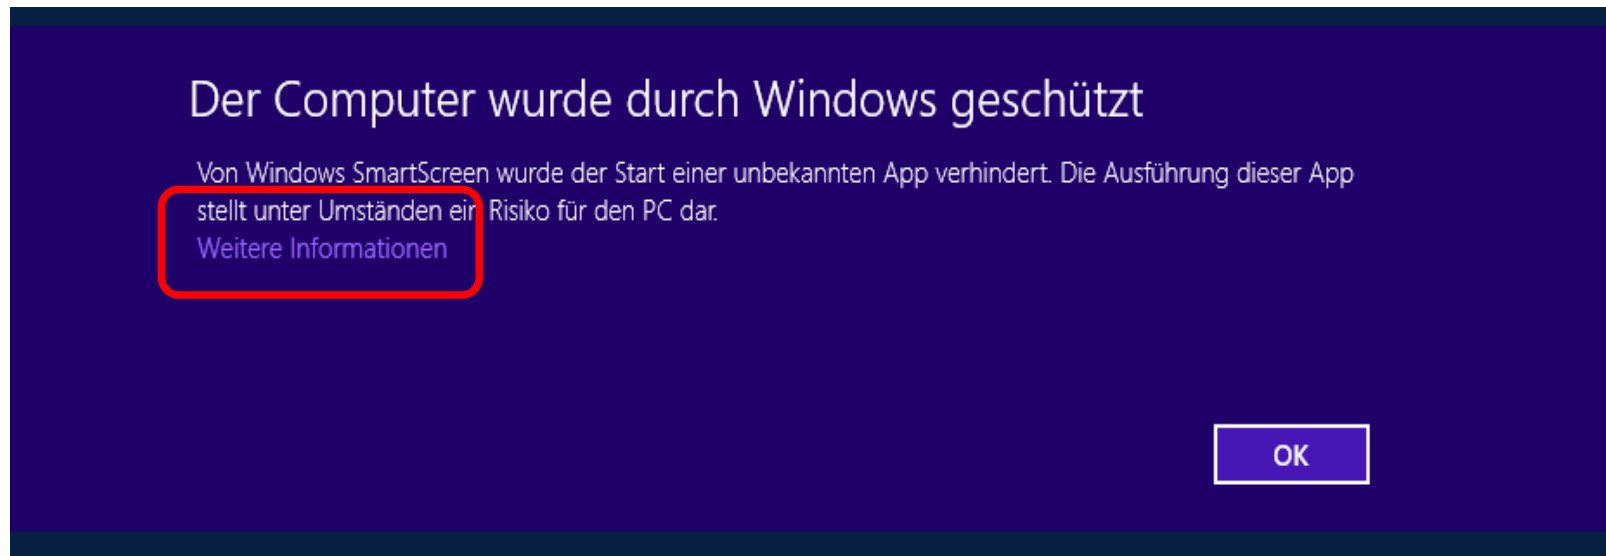 Der Computer wurde durch Windows geschützt
Von Windows SmartScreen wurde der Start einer unbekannten App verhindert. Die Ausführung dieser App
stellt unter Umständen ein Risiko für den PC dar.
Weitere Informationen
OK